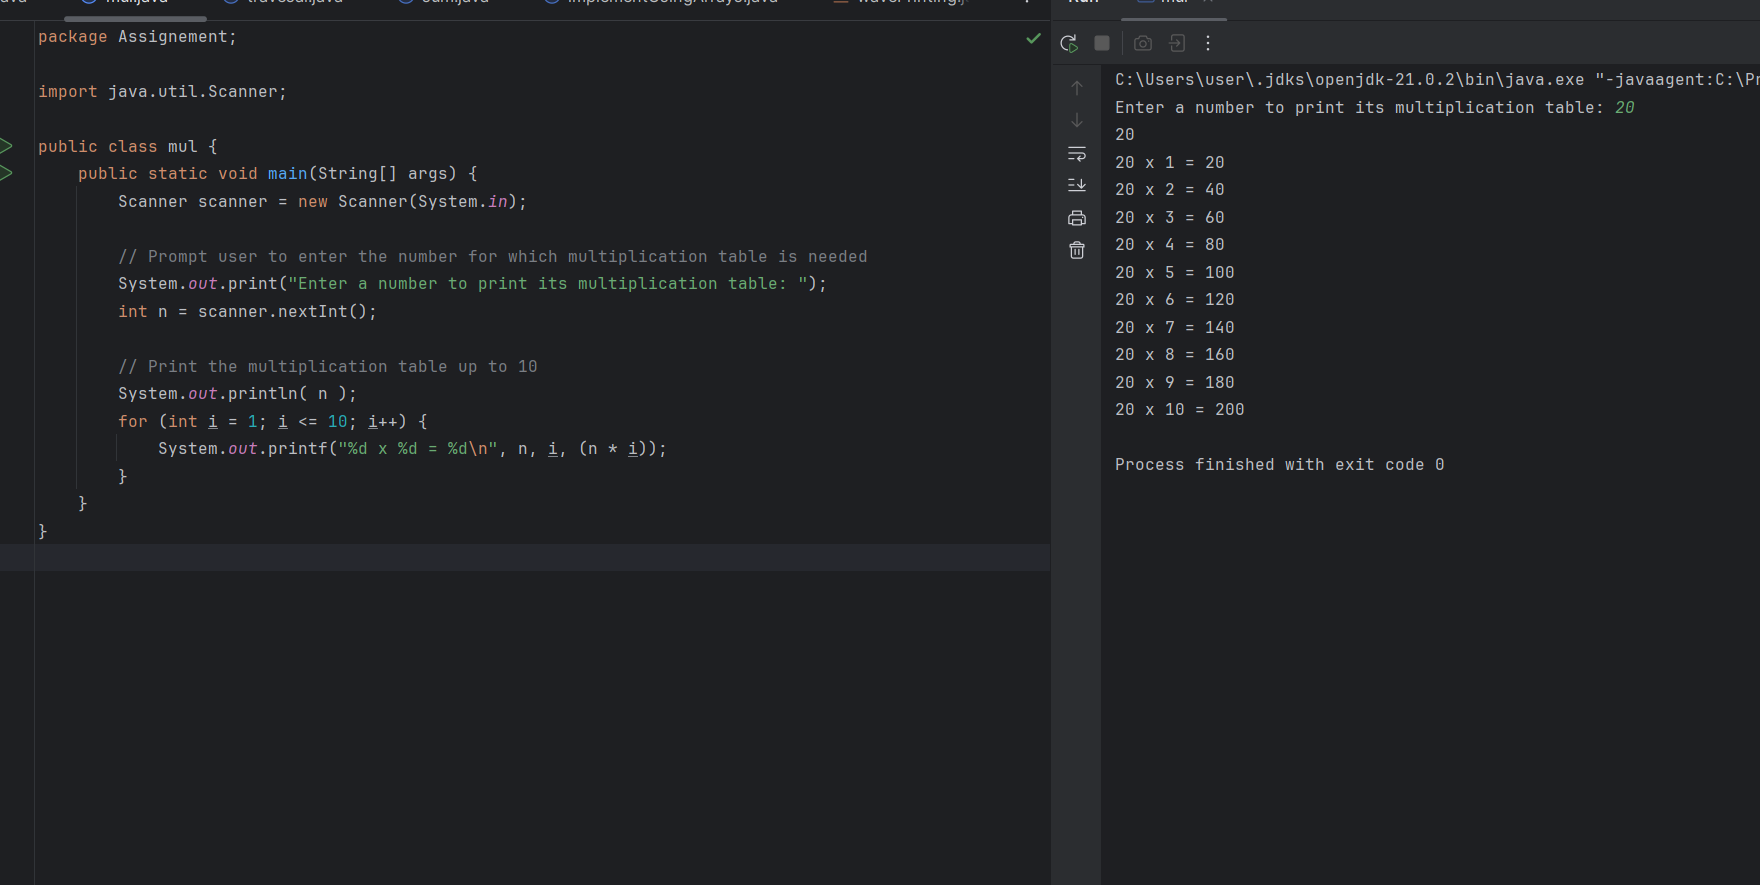 package Assignement;
import java.util.Scanner;
public class mul {
public static void main(String[] args) {
Scanner scanner = new Scanner(System.in);
// Prompt user to enter the number for which multiplication table is needed
System.out.print("Enter a number to print its multiplication table: ");
int n = scanner.nextInt();
// Print the multiplication table up to 10
System.out.println( n );
for (int i = 1; i <= 10; i++) {
System.out.printf("%d x %d = %d\n", n, i, (n * i));
}
}
}
C:\Users\user\.jdks\openjdk-21.0.2\bin\java.exe "-javaagent:C:\Pr
Enter a number to print its multiplication table: 20
20
20 x 1 = 20
20 x 2 = 40
20 x 3 = 60
20 x 4 = 80
20 x 5 = 100
20 x 6 = 120
20 x 7 = 140
20 x 8 = 160
20 x 9 = 180
20 x 10 = 200
Process finished with exit code 0